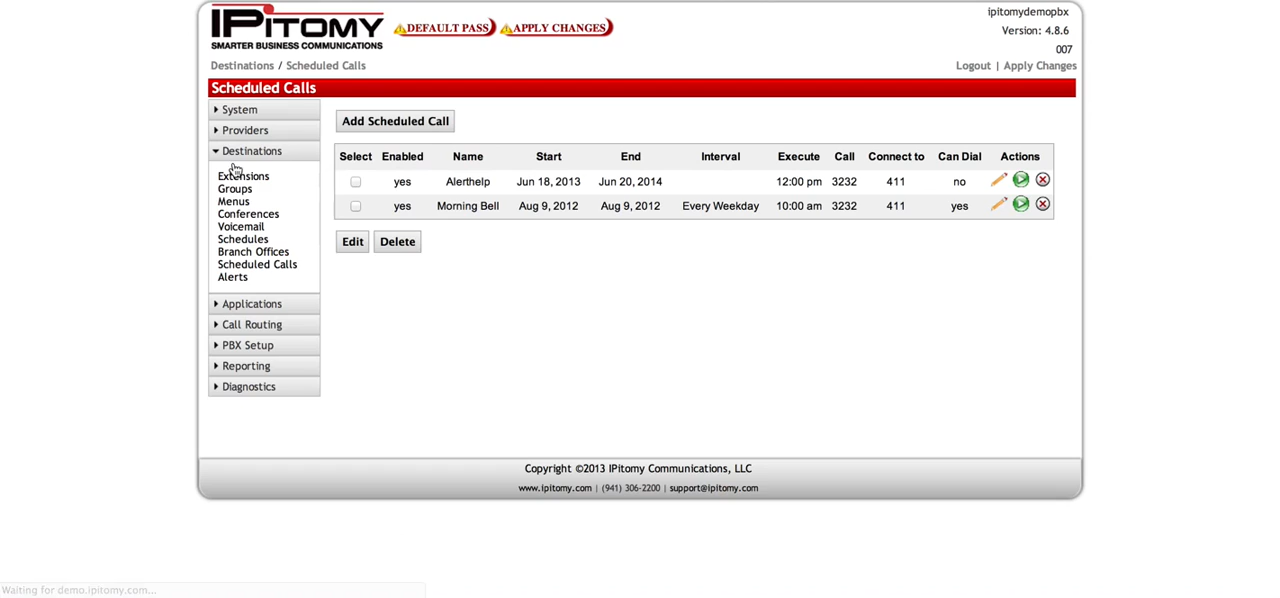 IPITOMY
SMARTER BUSINESS COMMUNICATIONS
DEFAULT PASS
APPLY CHANGES
ipitomydemopbx
Version: 4.8.6
007
Destinations / Scheduled Calls
Logout | Apply Changes
Scheduled Calls
System
Providers
Destinations
Extensions
Groups
Menus
Conferences
Voicemail
Schedules
Branch Offices
Scheduled Calls
Alerts
Applications
Call Routing
PBX Setup
Reporting
Diagnostics
Add Scheduled Call
Select Enabled Name Start End Interval Execute Call Connect to Can Dial Actions
yes Alerthelp Jun 18, 2013 Jun 20, 2014 12:00 pm 3232 411 no
yes Morning Bell Aug 9, 2012 Aug 9, 2012 Every Weekday 10:00 am 3232 411 yes
Edit Delete
Copyright ©2013 IPitomy Communications, LLC
www.ipitomy.com | (941) 306-2200 | support@ipitomy.com
Waiting for demo.ipitomy.com...